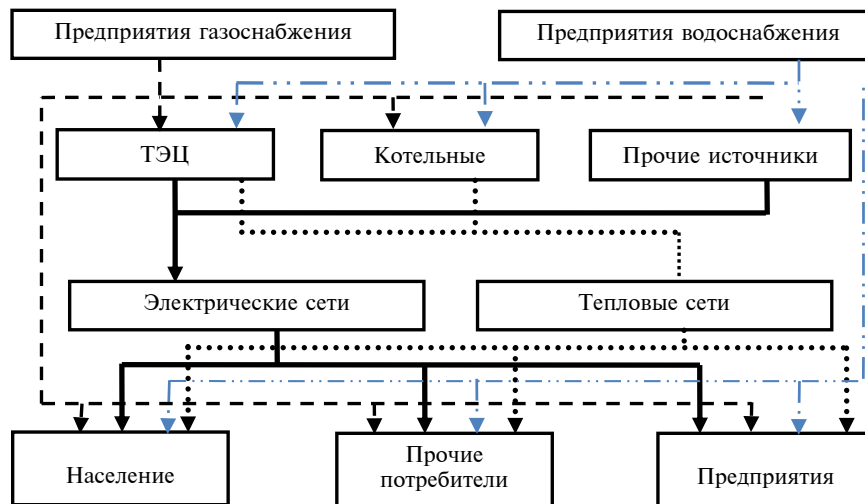 Предприятия газоснабжения
Предприятия водоснабжения
ТЭЦ
Котельные
Прочие источники
Электрические сети
Тепловые сети
Население
Прочие
потребители
Предприятия